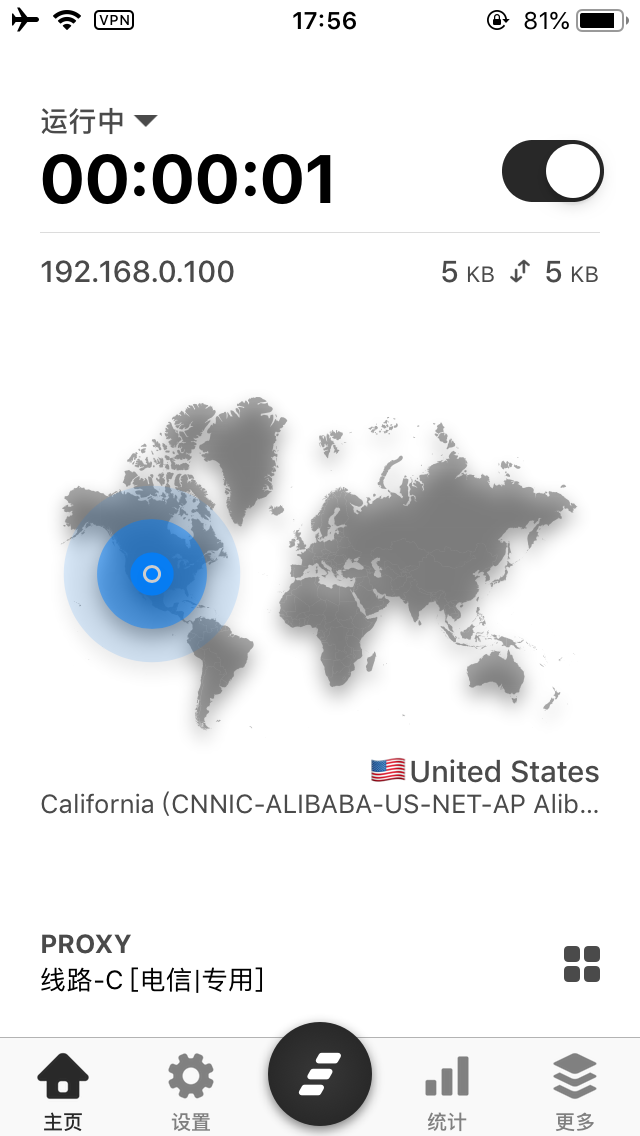 VPN 17:56 81%
运行中
00:00:01
192.168.0.100 5 KB 5 KB
United States
California (CNNIC-ALIBABA-US-NET-AP Alib...
PROXY
线路-C [电信|专用]
主页 设置 统计 更多